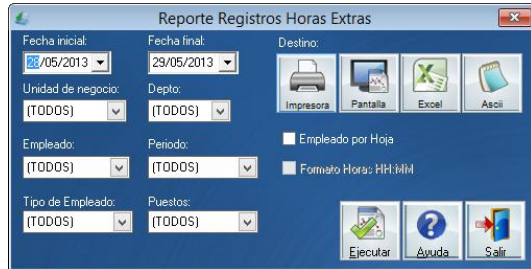 Reporte Registros Horas Extras
Fecha inicial: Fecha final: Destino:
28/05/2013 29/05/2013
Impresora Pantalla Excel Ascii
Unidad de negocio: Depto:
(TODOS) (TODOS)
Empleado por Hoja
Empleado: Periodo:
(TODOS) (TODOS)
Formato Horas HH:MM
Tipo de Empleado: Puestos:
(TODOS) (TODOS)
Ejecutar Ayuda Salir